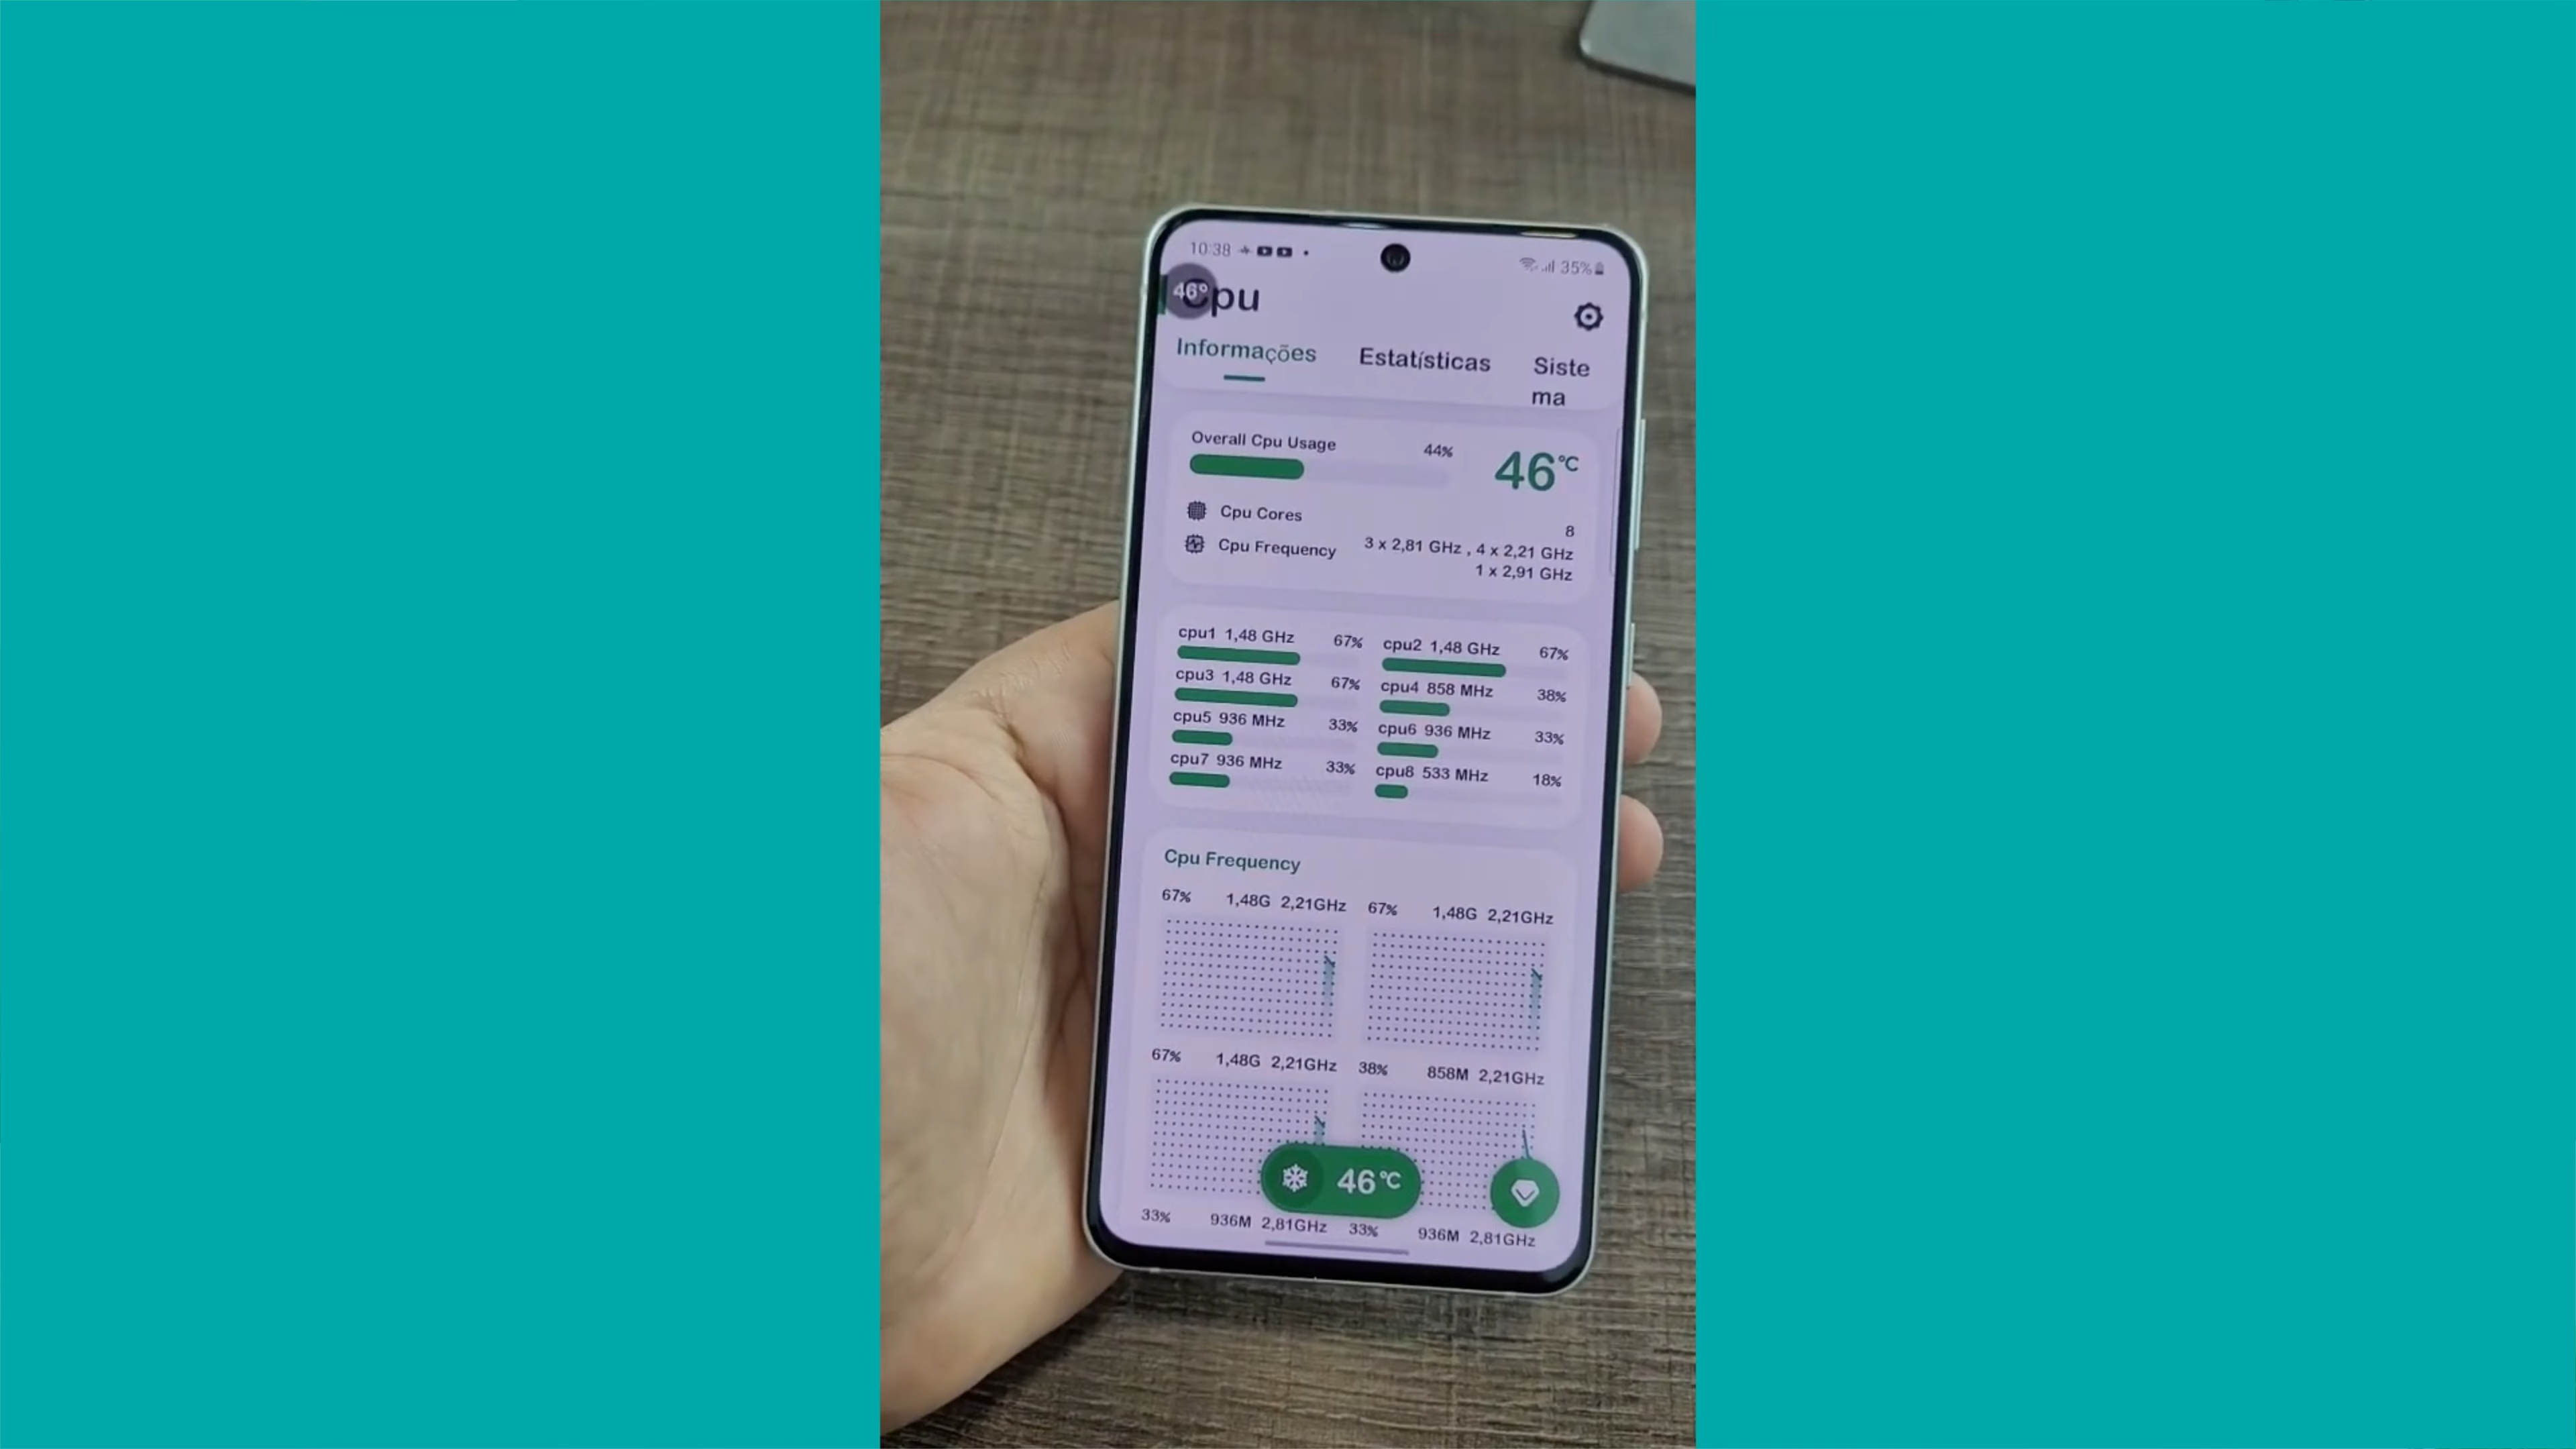 10:38
35%
46°
Cpu
Informações
Estatísticas
Siste
ma
Overall Cpu Usage 44%
46°C
Cpu Cores 8
Cpu Frequency 3 x 2,81 GHz , 4 x 2,21 GHz
1 x 2,91 GHz
cpu1 1,48 GHz 67% cpu2 1,48 GHz 67%
cpu3 1,48 GHz 67% cpu4 858 MHz 38%
cpu5 936 MHz 33% cpu6 936 MHz 33%
cpu7 936 MHz 33% cpu8 533 MHz 18%
Cpu Frequency
67% 1,48G 2,21GHz 67% 1,48G 2,21GHz
67% 1,48G 2,21GHz 38% 858M 2,21GHz
46°C
33% 936M 2,81GHz 33% 936M 2,81GHz